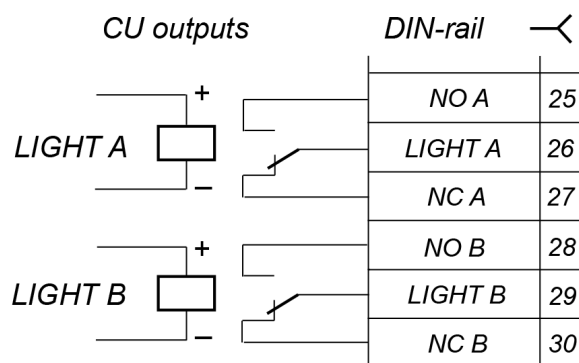 CU outputs DIN-rail
+ NO A 25
LIGHT A LIGHT A 26
– NC A 27
+ NO B 28
LIGHT B LIGHT B 29
– NC B 30